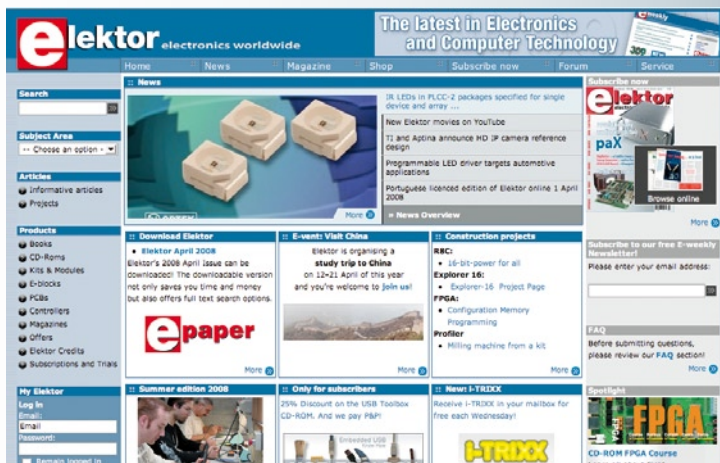 elektor electronics worldwide
The latest in Electronics
and Computer Technology
Home News Magazine Shop Subscribe now Forum Service
Search
Subject Area
-- Choose an option --
Articles
Informative articles
Projects
Products
Books
CD-Roms
Kits & Modules
E-blocks
PCBs
Controllers
Magazines
Offers
Elektor Credits
Subscriptions and Trials
My Elektor
Log in
Email:
Email
Password:
Remain logged in
:: News
IR LEDs in PLCC-2 packages specified for single
device and array ...
New Elektor movies on YouTube
TI and Aptina announce HD IP camera reference
design
Programmable LED driver targets automotive
applications
Portuguese licenced edition of Elektor online 1 April
2008
More
» News Overview
:: Download Elektor
• Elektor April 2008
Elektor's 2008 April Issue can be
downloaded! The downloadable version
not only saves you time and money
but also offers full text search options.
epaper
More
:: E-vent: Visit China
Elektor is organising a
study trip to China
on 12-21 April of this year
and you're welcome to join us!
More
:: Construction projects
R8C:
• 16-bit-power for all
Explorer 16:
• Explorer-16 Project Page
FPGA:
• Configuration Memory
Programming
Profiler
• Milling machine from a kit
More
:: Summer edition 2008
:: Only for subscribers
25% Discount on the USB Toolbox
CD-ROM. And we pay P&P!
Embedded USB
:: New: i-TRIXX
Receive i-TRIXX in your mailbox for
free each Wednesday!
i-TRIXX
Subscribe now
elektor
paX
Browse online
More
Subscribe to our free E-weekly
Newsletter!
Please enter your email address:
FAQ
Before submitting questions,
please review our FAQ section!
More
Spotlight
FPGA
CD-ROM FPGA Course